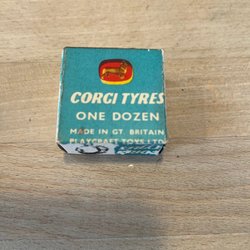 CORGI TYRES
ONE DOZEN
MADE IN GT. BRITAIN
PLAYCRAFT TOYS LTD